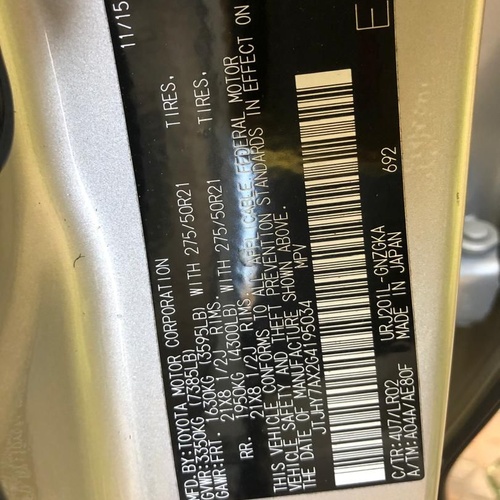 MFD.BY:TOYOTA MOTOR CORPORATION 11/15
GVWR:3350KG (7385LB)
GAWR:FRT. 1630KG (3595LB) WITH 275/50R21 TIRES.
21X8 1/2J RIMS.
RR. 1950KG (4300LB) WITH 275/50R21 TIRES.
21X8 1/2J RIMS.
THIS VEHICLE CONFORMS TO ALL APPLICABLE FEDERAL MOTOR
VEHICLE SAFETY AND THEFT PREVENTION STANDARDS IN EFFECT ON
THE DATE OF MANUFACTURE SHOWN ABOVE.
JTJHY7AX2G4195034 MPV
E
C/TR:4U7/LR02 URJ201L-GNZGKA 692
A/TM:A04A/AE80F MADE IN JAPAN